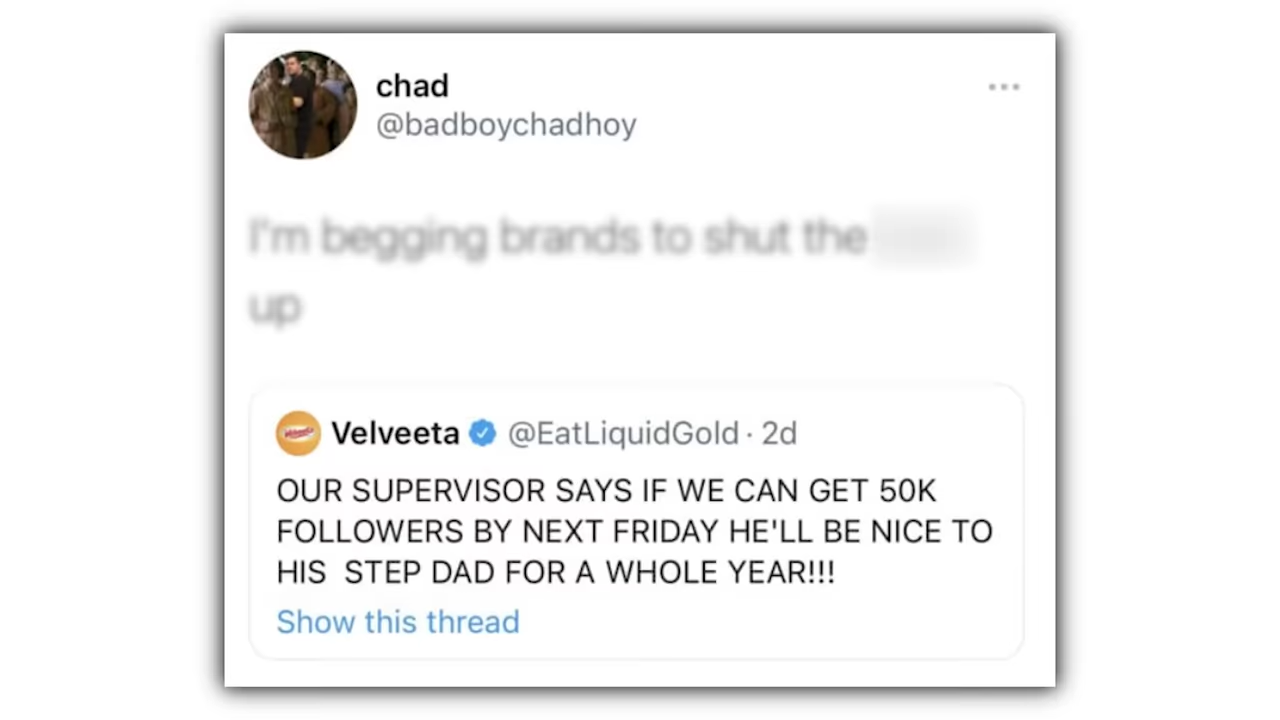 chad
@badboychadhoy
I'm begging brands to shut the
up
Velveeta @EatLiquidGold · 2d
OUR SUPERVISOR SAYS IF WE CAN GET 50K
FOLLOWERS BY NEXT FRIDAY HE'LL BE NICE TO
HIS STEP DAD FOR A WHOLE YEAR!!!
Show this thread